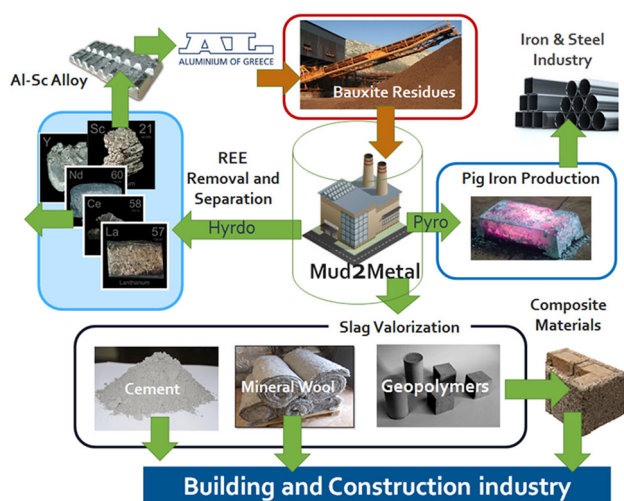 Al-Sc Alloy
ALUMINIUM OF GREECE
Bauxite Residues
Iron & Steel
Industry
Y
Sc 21
Nd 60
Ce 58
La 57
Lanthanum
REE
Removal and
Separation
Hyrdo
Mud2Metal
Pyro
Pig Iron Production
Slag Valorization
Composite
Materials
Cement
Mineral Wool
Geopolymers
Building and Construction industry